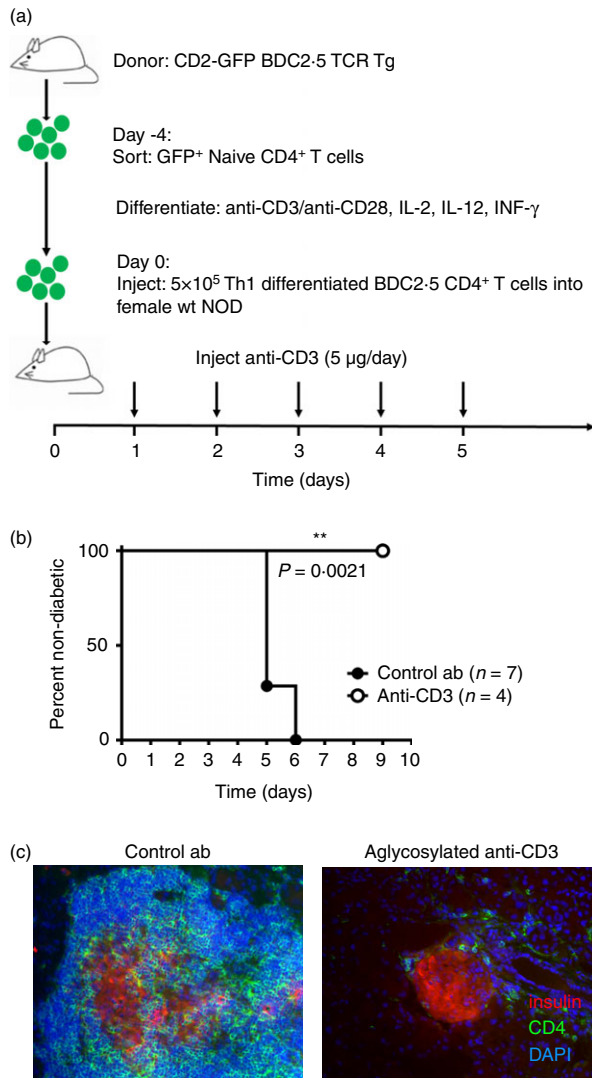 (a)
Donor: CD2-GFP BDC2·5 TCR Tg
Day -4:
Sort: GFP⁺ Naive CD4⁺ T cells
Differentiate: anti-CD3/anti-CD28, IL-2, IL-12, INF-γ
Day 0:
Inject: 5×10⁵ Th1 differentiated BDC2·5 CD4⁺ T cells into
female wt NOD
Inject anti-CD3 (5 μg/day)
0 1 2 3 4 5
Time (days)
(b)
Percent non-diabetic
100
50
0
**
P = 0·0021
Control ab (n = 7)
Anti-CD3 (n = 4)
0 1 2 3 4 5 6 7 8 9 10
Time (days)
(c)
Control ab
Aglycosylated anti-CD3
insulin
CD4
DAPI